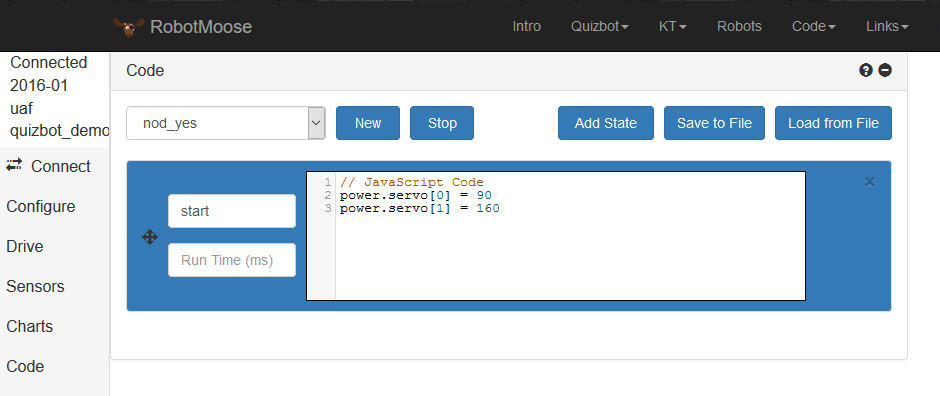 RobotMoose Intro Quizbot KT Robots Code Links
Connected
2016-01
uaf
quizbot_demo
Connect
Configure
Drive
Sensors
Charts
Code
Code
nod_yes New Stop Add State Save to File Load from File
start
Run Time (ms)
1 // JavaScript Code
2 power.servo[0] = 90
3 power.servo[1] = 160